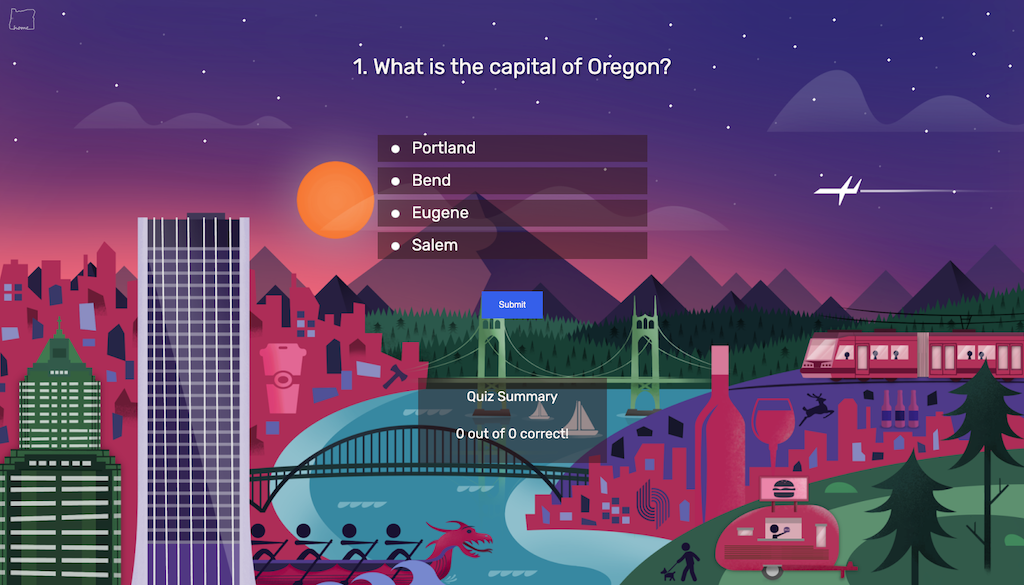 home
1. What is the capital of Oregon?
Portland
Bend
Eugene
Salem
Submit
Quiz Summary
0 out of 0 correct!